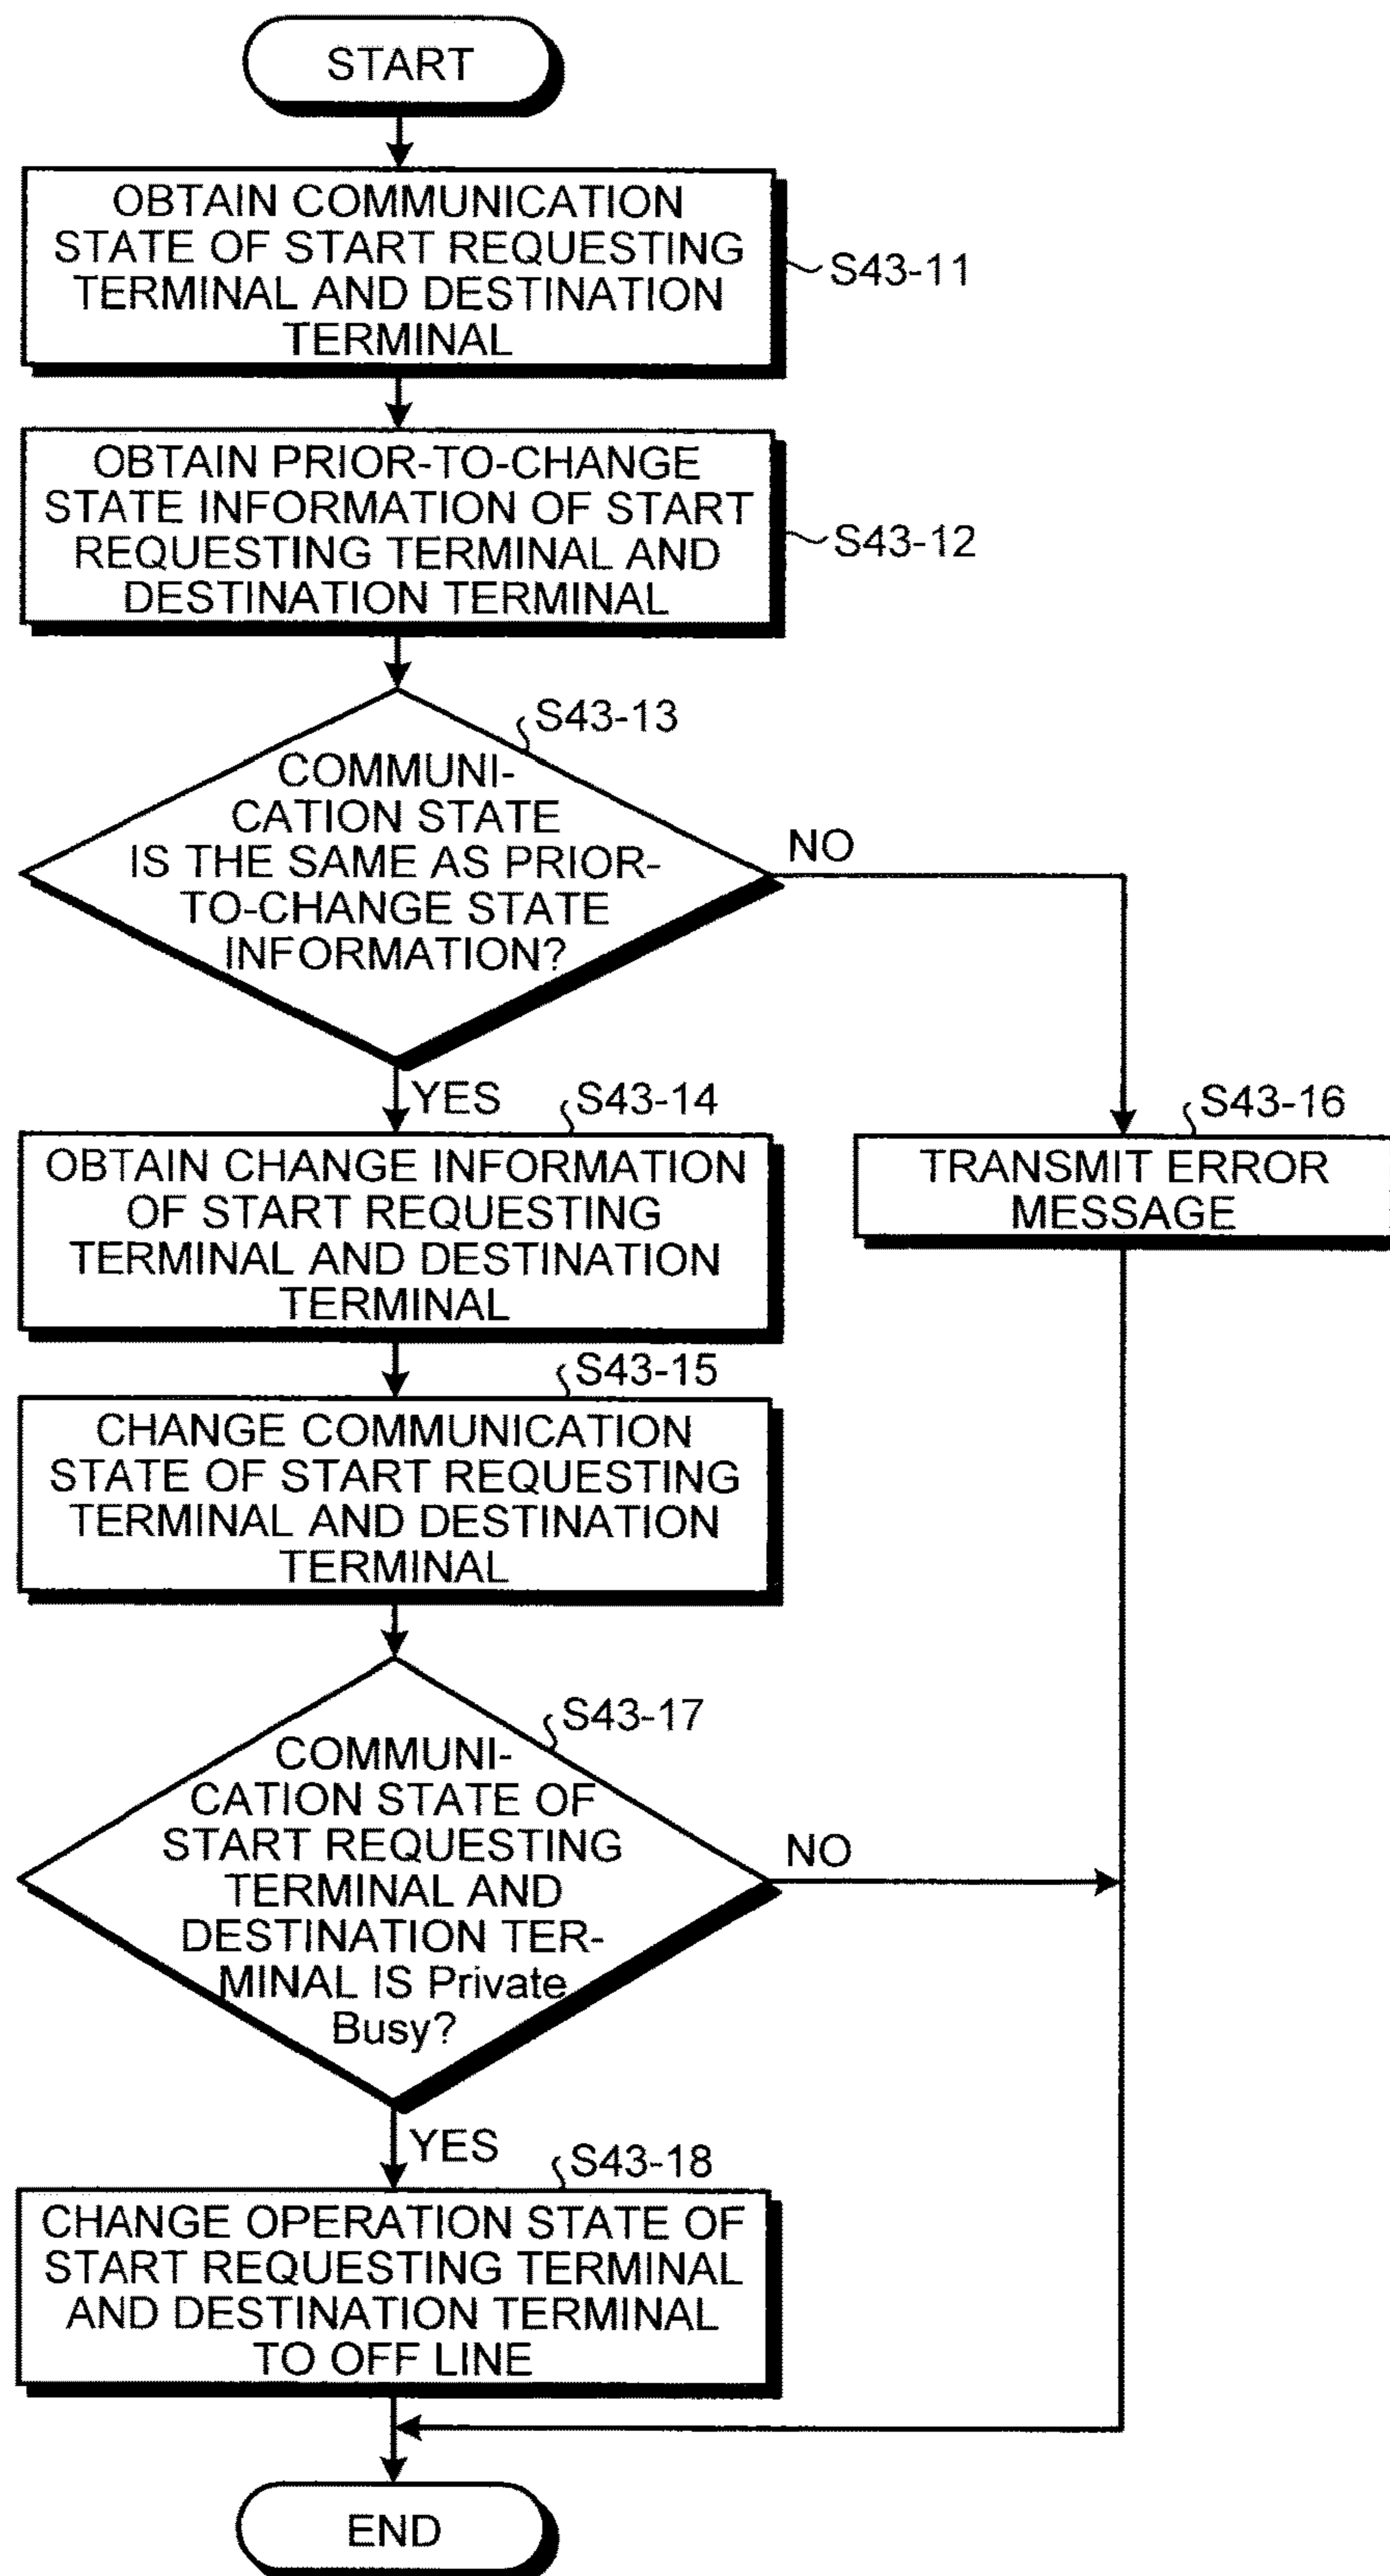 START
OBTAIN COMMUNICATION
STATE OF START REQUESTING
TERMINAL AND DESTINATION
TERMINAL
S43-11
OBTAIN PRIOR-TO-CHANGE
STATE INFORMATION OF START
REQUESTING TERMINAL AND
DESTINATION TERMINAL
S43-12
S43-13
COMMUNI-
CATION STATE
IS THE SAME AS PRIOR-
TO-CHANGE STATE
INFORMATION?
NO
YES
S43-14
OBTAIN CHANGE INFORMATION
OF START REQUESTING
TERMINAL AND DESTINATION
TERMINAL
S43-16
TRANSMIT ERROR
MESSAGE
S43-15
CHANGE COMMUNICATION
STATE OF START REQUESTING
TERMINAL AND DESTINATION
TERMINAL
S43-17
COMMUNI-
CATION STATE OF
START REQUESTING
TERMINAL AND
DESTINATION TER-
MINAL IS Private
Busy?
NO
YES
S43-18
CHANGE OPERATION STATE OF
START REQUESTING TERMINAL
AND DESTINATION TERMINAL
TO OFF LINE
END